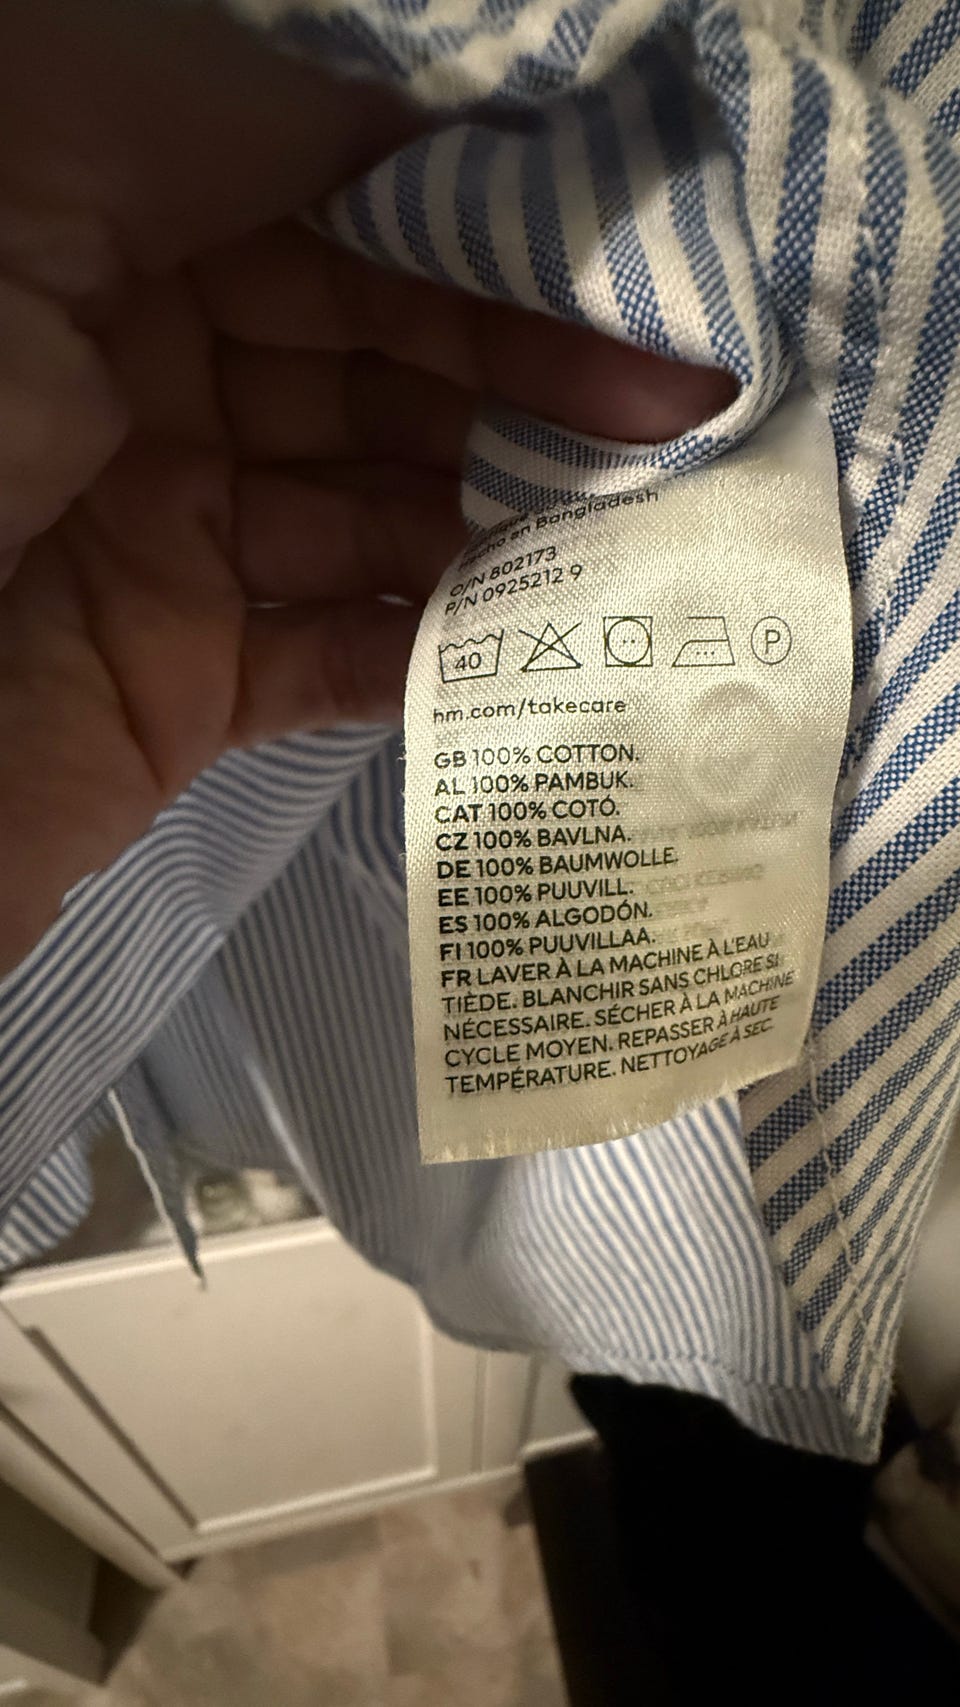 Hecho en Bangladesh
O/N 802173
P/N 0925212 9
40 P
hm.com/takecare
GB 100% COTTON.
AL 100% PAMBUK.
CAT 100% COTÓ.
CZ 100% BAVLNA.
DE 100% BAUMWOLLE.
EE 100% PUUVILL.
ES 100% ALGODÓN.
FI 100% PUUVILLAA.
FR LAVER À LA MACHINE À L'EAU
TIÈDE. BLANCHIR SANS CHLORE SI
NÉCESSAIRE. SÉCHER À LA MACHINE
CYCLE MOYEN. REPASSER À HAUTE
TEMPÉRATURE. NETTOYAGE À SEC.